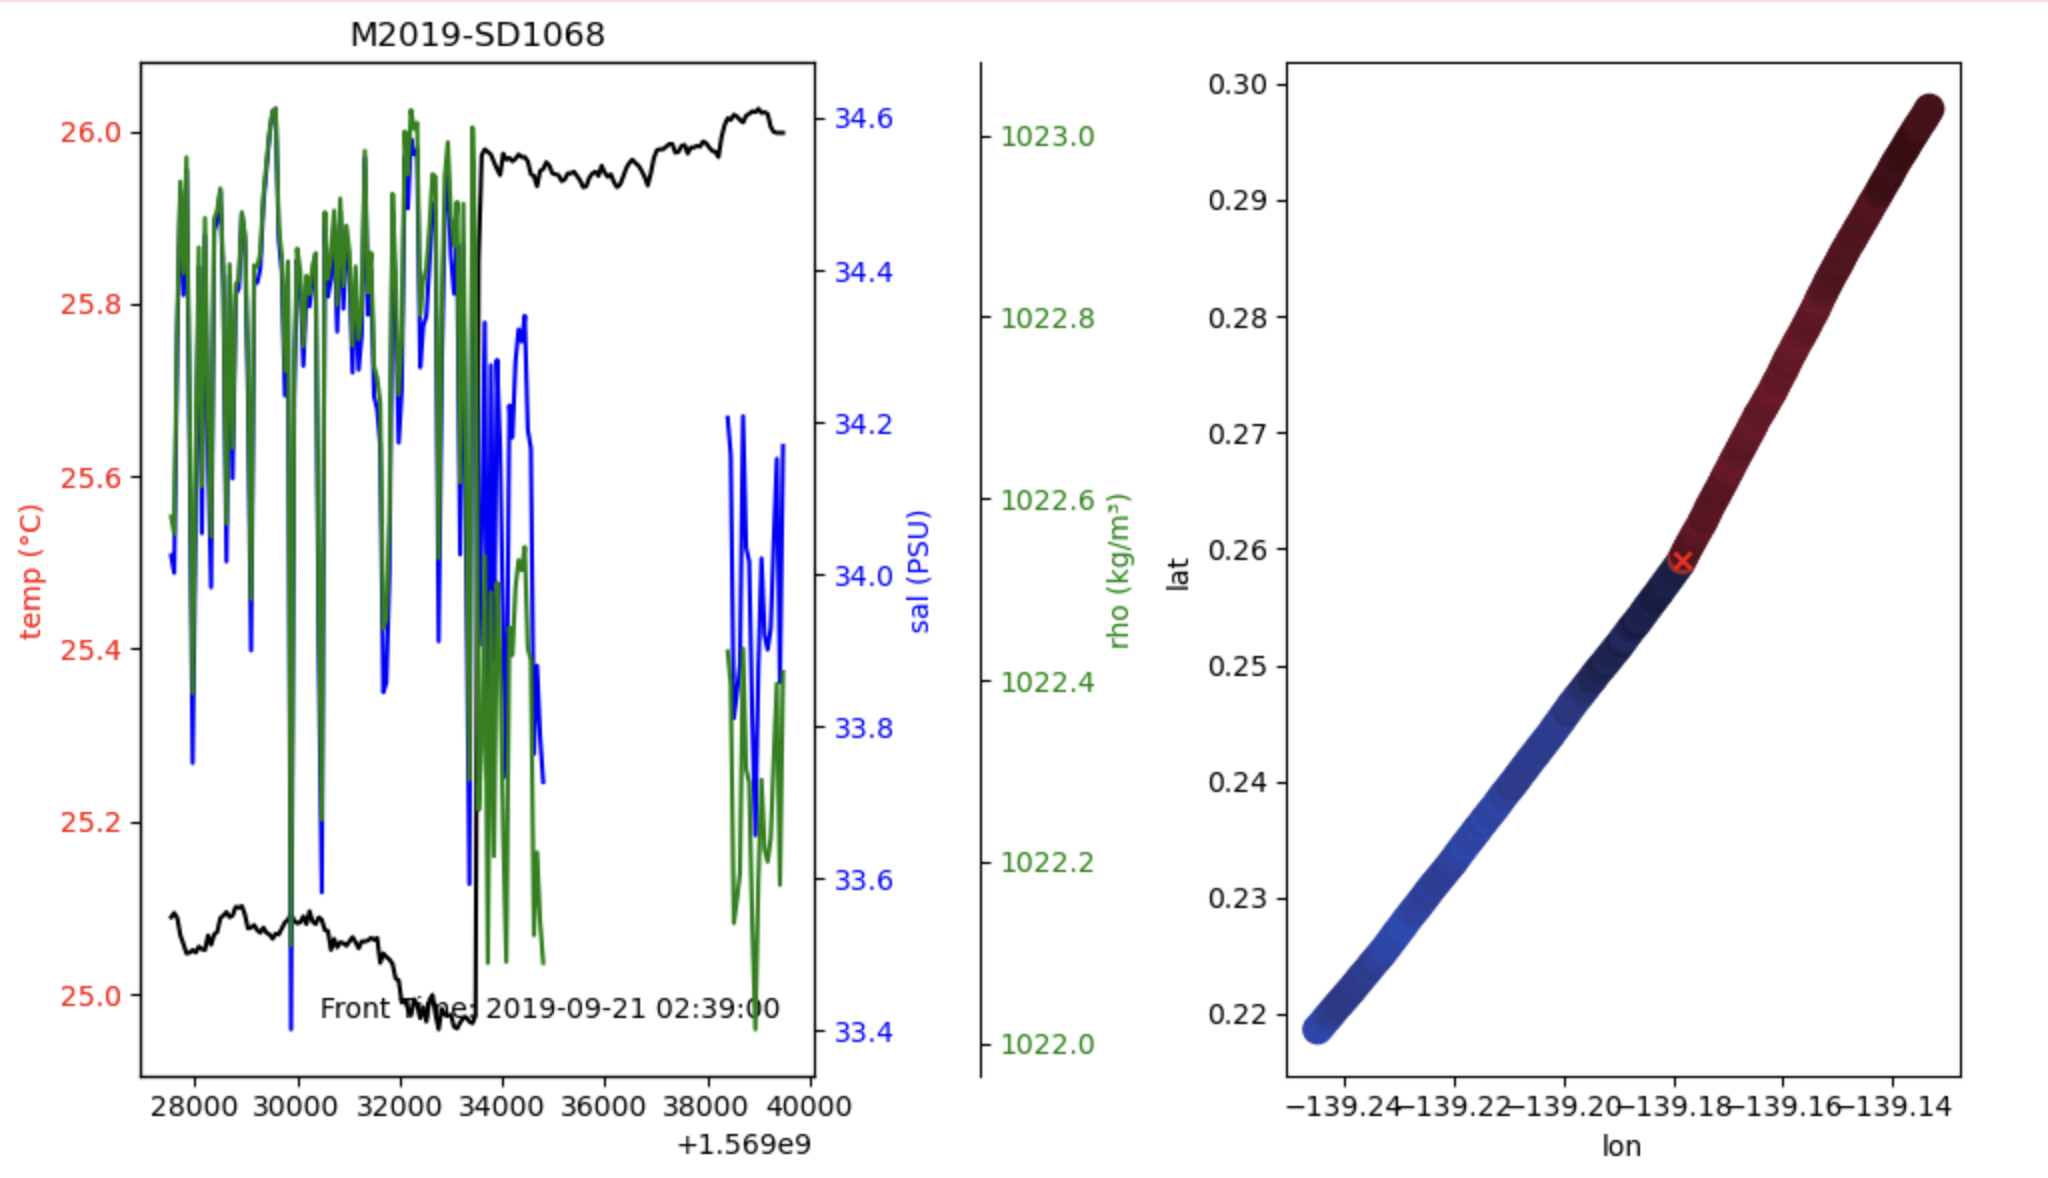 M2019-SD1068
26.0
25.8
25.6
25.4
25.2
25.0
temp (°C)
34.6
34.4
34.2
34.0
33.8
33.6
33.4
sal (PSU)
1023.0
1022.8
1022.6
1022.4
1022.2
1022.0
rho (kg/m³)
Front Time: 2019-09-21 02:39:00
28000 30000 32000 34000 36000 38000 40000
+1.569e9
0.30
0.29
0.28
0.27
0.26
0.25
0.24
0.23
0.22
lat
−139.24 −139.22 −139.20 −139.18 −139.16 −139.14
lon